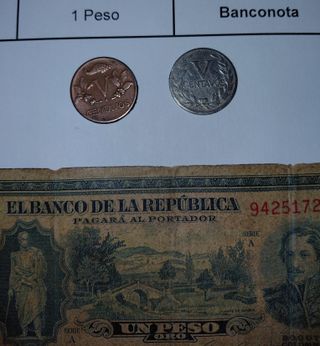 1 Peso
Banconota
V
CENTAVOS
V
CENTAVOS
EL BANCO DE LA REPÚBLICA
PAGARÁ AL PORTADOR
9425172
SERIE
A
SERIE
A
UN PESO
ORO
BOGOT